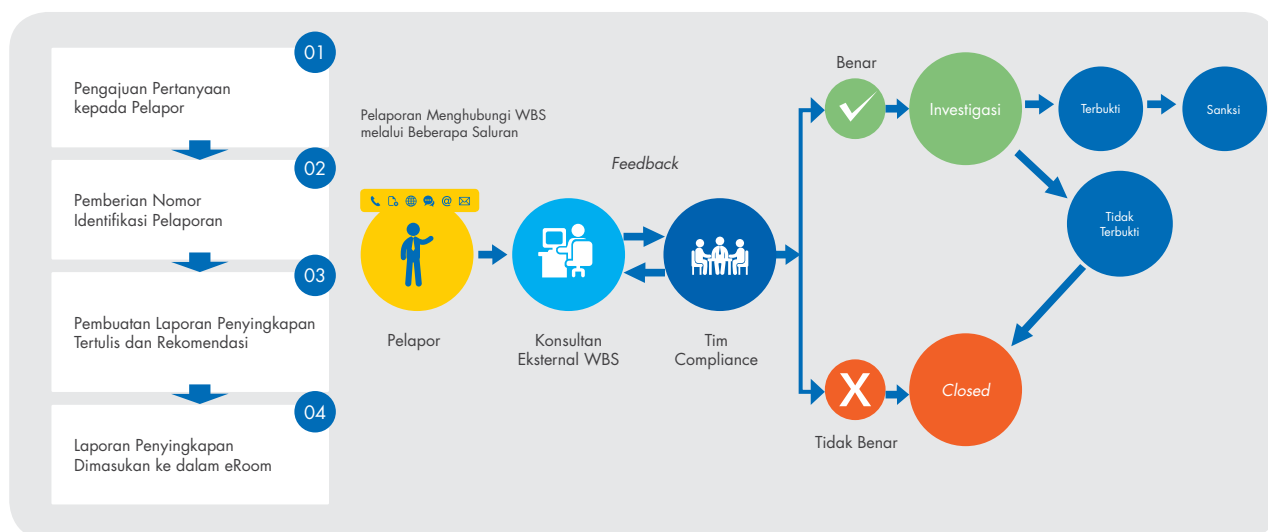 01
Pengajuan Pertanyaan
kepada Pelapor
02
Pemberian Nomor
Identifikasi Pelaporan
03
Pembuatan Laporan Penyingkapan
Tertulis dan Rekomendasi
04
Laporan Penyingkapan
Dimasukan ke dalam eRoom
Pelaporan Menghubungi WBS
melalui Beberapa Saluran
Feedback
Pelapor
Konsultan
Eksternal WBS
Tim
Compliance
Benar
Investigasi
Terbukti
Sanksi
Tidak
Terbukti
X
Tidak Benar
Closed